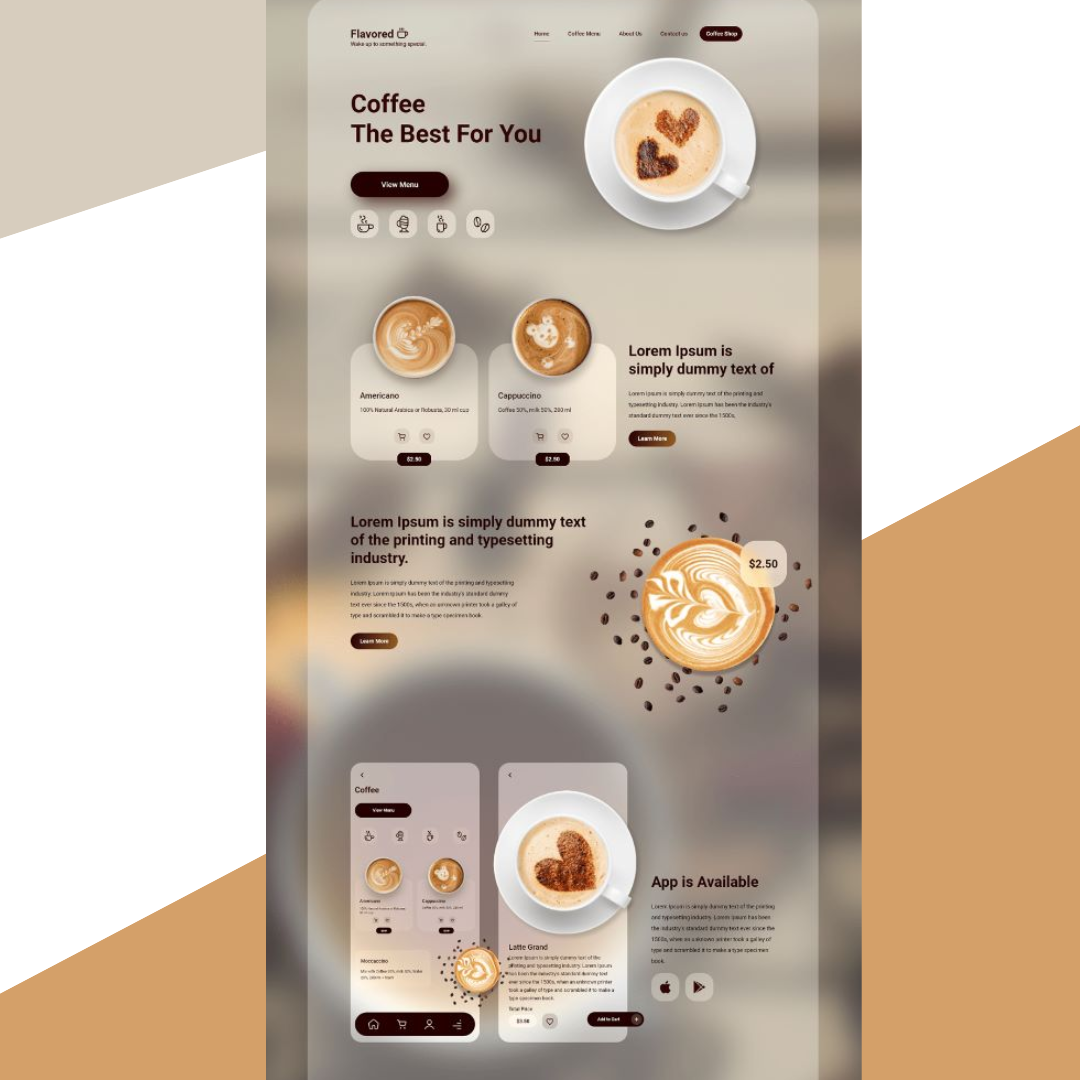 Flavored
Wake up to something special.
Home
Coffee Menu
About Us
Contact us
Coffee Shop
Coffee
The Best For You
View Menu
Americano
100% Natural Arabica or Robusta, 30 ml cup
$2.90
Cappuccino
Coffee 50%, milk 50%, 260 ml
$2.90
Lorem Ipsum is
simply dummy text of
Lorem Ipsum is simply dummy text of the printing and
typesetting industry. Lorem Ipsum has been the industry's
standard dummy text ever since the 1500s,
Learn More
Lorem Ipsum is simply dummy text
of the printing and typesetting
industry.
Lorem Ipsum is simply dummy text of the printing and typesetting
industry. Lorem Ipsum has been the industry's standard dummy
text ever since the 1500s, when an unknown printer took a galley of
type and scrambled it to make a type specimen book.
Learn More
$2.50
Coffee
View Menu
Americano
Cappuccino
Moccaccino
Latte Grand
Lorem Ipsum is simply dummy text of the
printing and typesetting industry. Lorem Ipsum
has been the industry's standard dummy text
ever since the 1500s, when an unknown printer
took a galley of type and scrambled it to make a
type specimen book.
Total Price
$3.90
Add to Cart
App is Available
Lorem Ipsum is simply dummy text of the printing
and typesetting industry. Lorem Ipsum has been
the industry's standard dummy text ever since the
1500s, when an unknown printer took a galley of
type and scrambled it to make a type specimen
book.